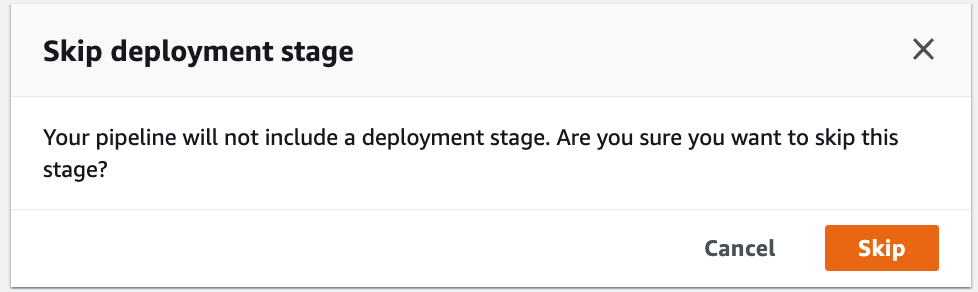 Skip deployment stage
Your pipeline will not include a deployment stage. Are you sure you want to skip this
stage?
Cancel
Skip